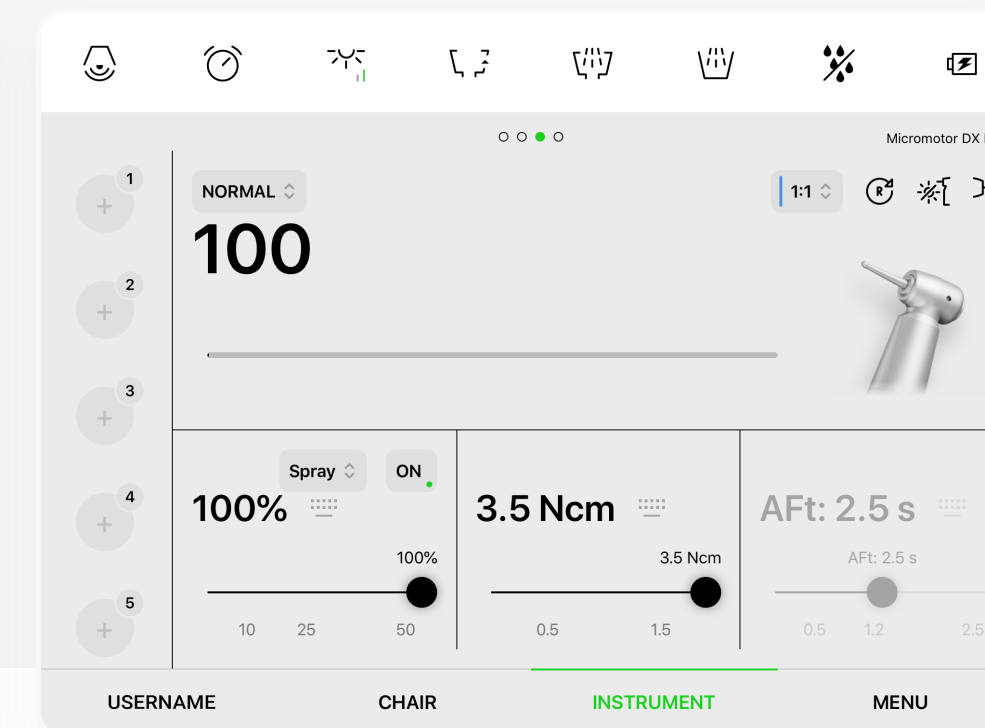 Micromotor DX
1
NORMAL
1:1
R
100
2
3
4
5
Spray
ON
100%
3.5 Ncm
AFt: 2.5 s
100%
3.5 Ncm
AFt: 2.5 s
10 25 50
0.5 1.5
0.5 1.2 2.5
USERNAME CHAIR INSTRUMENT MENU